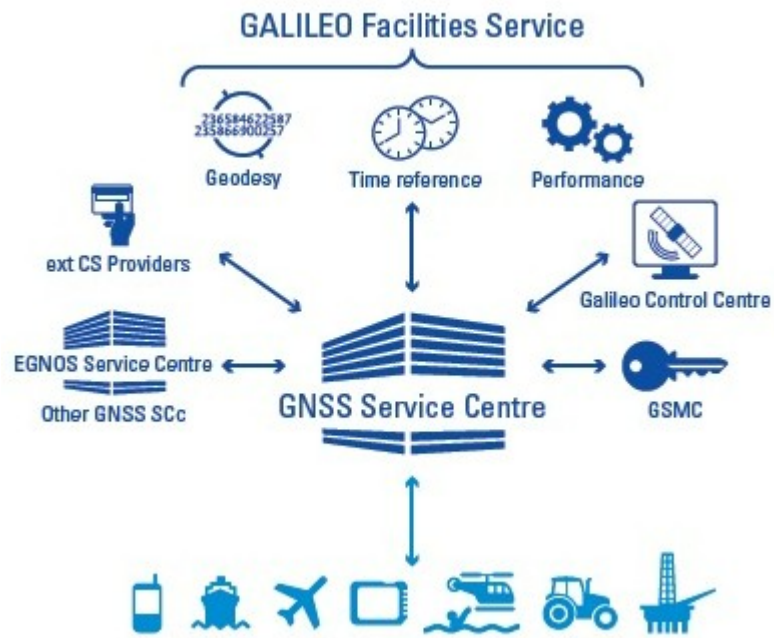 GALILEO Facilities Service
236584622587
235866900257
Geodesy
Time reference
Performance
ext CS Providers
Galileo Control Centre
EGNOS Service Centre
Other GNSS SCc
GNSS Service Centre
GSMC